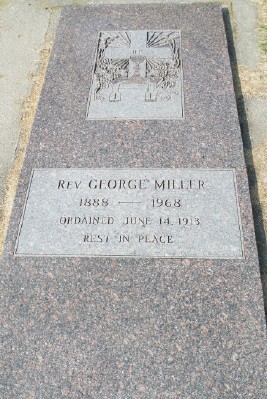 REV. GEORGE MILLER
1888 — 1968
ORDAINED JUNE 14, 1913
REST IN PEACE